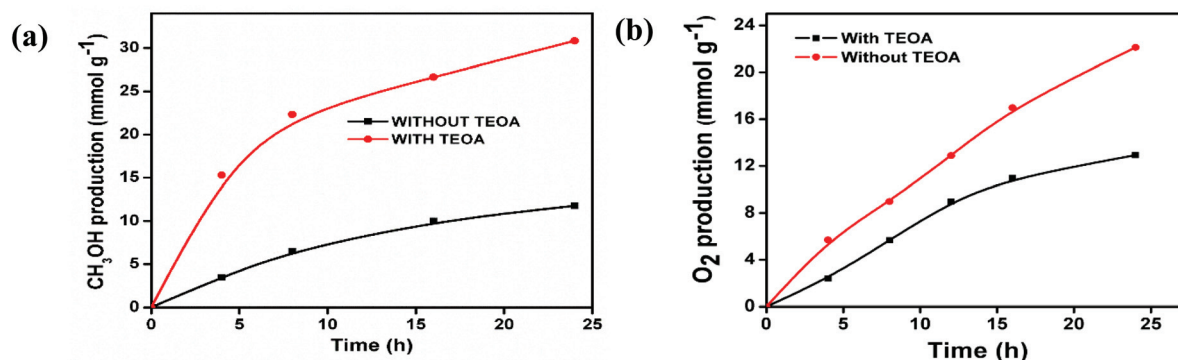 (a)
CH3OH production (mmol g-1)
30
25
20
15
10
5
0
WITHOUT TEOA
WITH TEOA
0 5 10 15 20 25
Time (h)
(b)
O2 production (mmol g-1)
24
20
16
12
8
4
0
With TEOA
Without TEOA
0 5 10 15 20 25
Time (h)